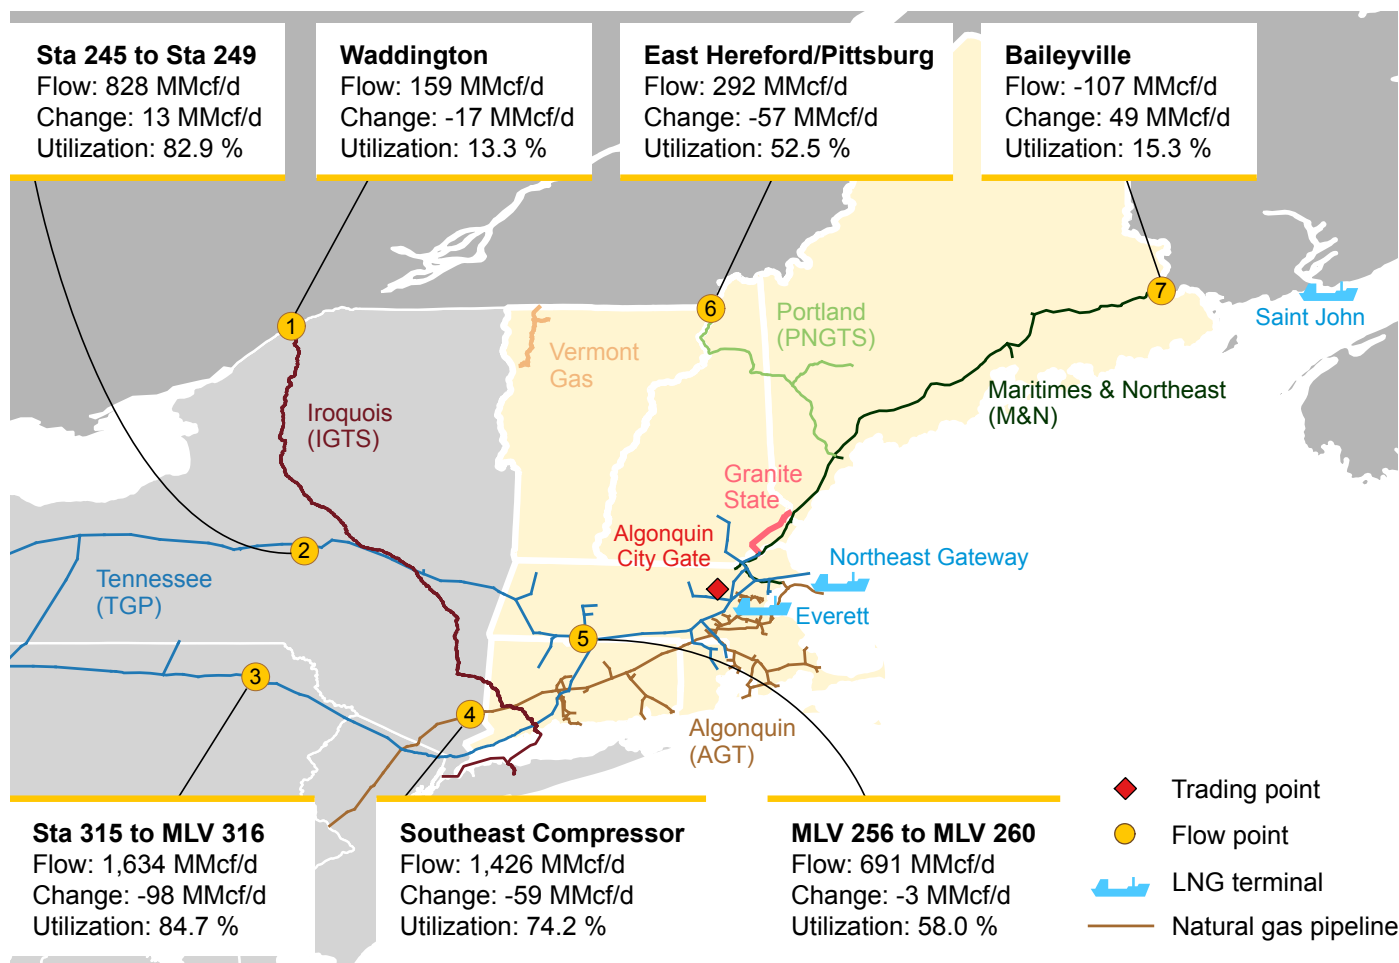 Sta 245 to Sta 249
Flow: 828 MMcf/d
Change: 13 MMcf/d
Utilization: 82.9 %
Waddington
Flow: 159 MMcf/d
Change: -17 MMcf/d
Utilization: 13.3 %
East Hereford/Pittsburg
Flow: 292 MMcf/d
Change: -57 MMcf/d
Utilization: 52.5 %
Baileyville
Flow: -107 MMcf/d
Change: 49 MMcf/d
Utilization: 15.3 %
1
6
7
Portland
(PNGTS)
Saint John
Vermont
Gas
Maritimes & Northeast
(M&N)
Iroquois
(IGTS)
Granite
State
Algonquin
City Gate
2
Northeast Gateway
Tennessee
(TGP)
Everett
5
3
4
Algonquin
(AGT)
Sta 315 to MLV 316
Flow: 1,634 MMcf/d
Change: -98 MMcf/d
Utilization: 84.7 %
Southeast Compressor
Flow: 1,426 MMcf/d
Change: -59 MMcf/d
Utilization: 74.2 %
MLV 256 to MLV 260
Flow: 691 MMcf/d
Change: -3 MMcf/d
Utilization: 58.0 %
Trading point
Flow point
LNG terminal
Natural gas pipeline